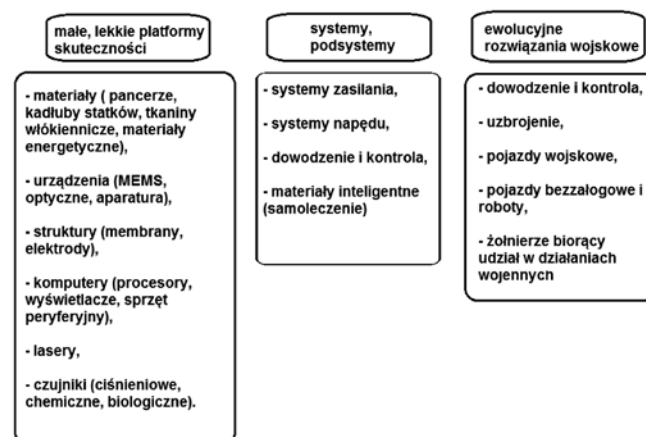 małe, lekkie platformy
skuteczności
- materiały ( pancerze,
kadłuby statków, tkaniny
włókiennicze, materiały
energetyczne),
- urządzenia (MEMS,
optyczne, aparatura),
- struktury (membrany,
elektrody),
- komputery (procesory,
wyświetlacze, sprzęt
peryferyjny),
- lasery,
- czujniki (ciśnieniowe,
chemiczne, biologiczne).
systemy,
podsystemy
- systemy zasilania,
- systemy napędu,
- dowodzenie i kontrola,
- materiały inteligentne
(samoleczenie)
ewolucyjne
rozwiązania wojskowe
- dowodzenie i kontrola,
- uzbrojenie,
- pojazdy wojskowe,
- pojazdy bezzałogowe i
roboty,
- żołnierze biorący
udział w działaniach
wojennych